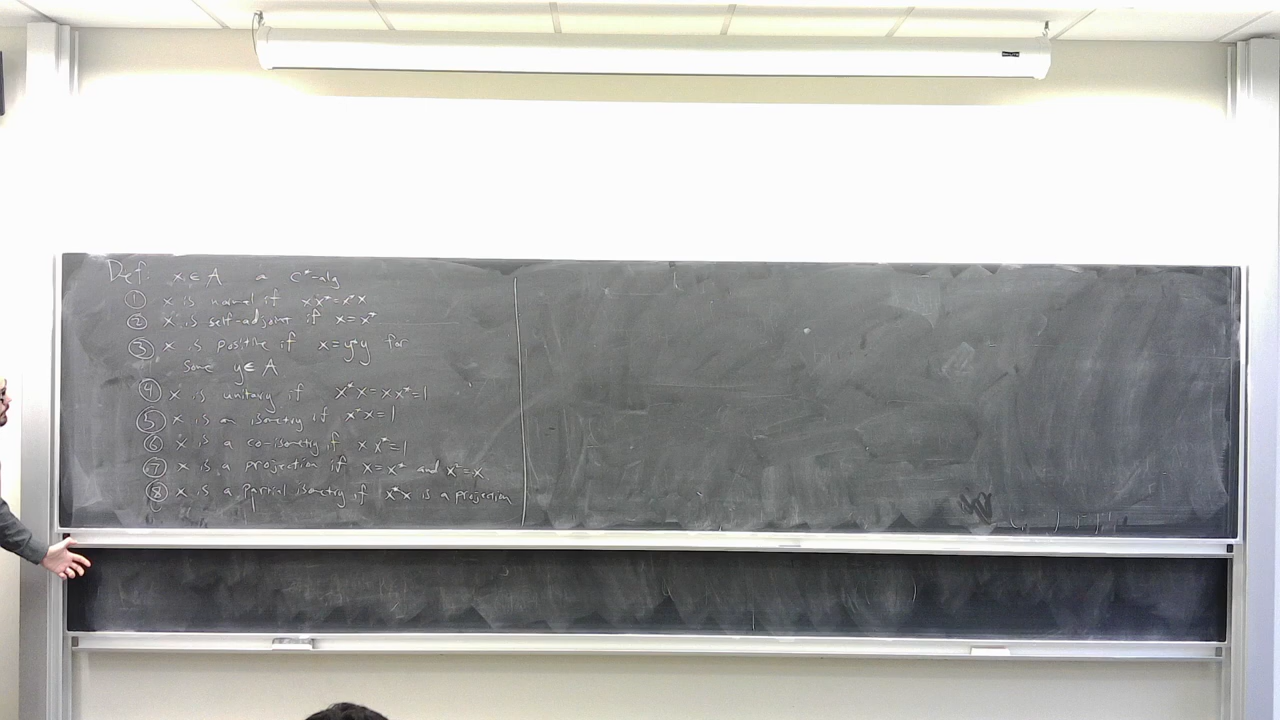 Def: x ∈ A a C*-alg
① x is normal if xx*=x*x
② x is self-adjoint if x=x*
③ x is positive if x=y*y for
some y∈A
④ x is unitary if x*x=xx*=1
⑤ x is an isometry if x*x=1
⑥ x is a co-isometry if xx*=1
⑦ x is a projection if x=x* and x²=x
⑧ x is a partial isometry if x*x is a projection